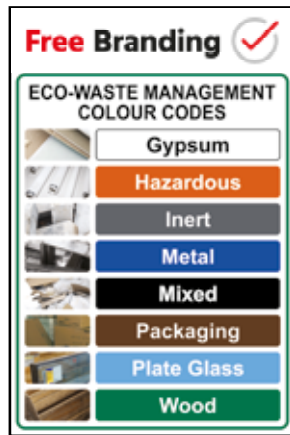 Free Branding
ECO-WASTE MANAGEMENT
COLOUR CODES
Gypsum
Hazardous
Inert
Metal
Mixed
Packaging
Plate Glass
Wood